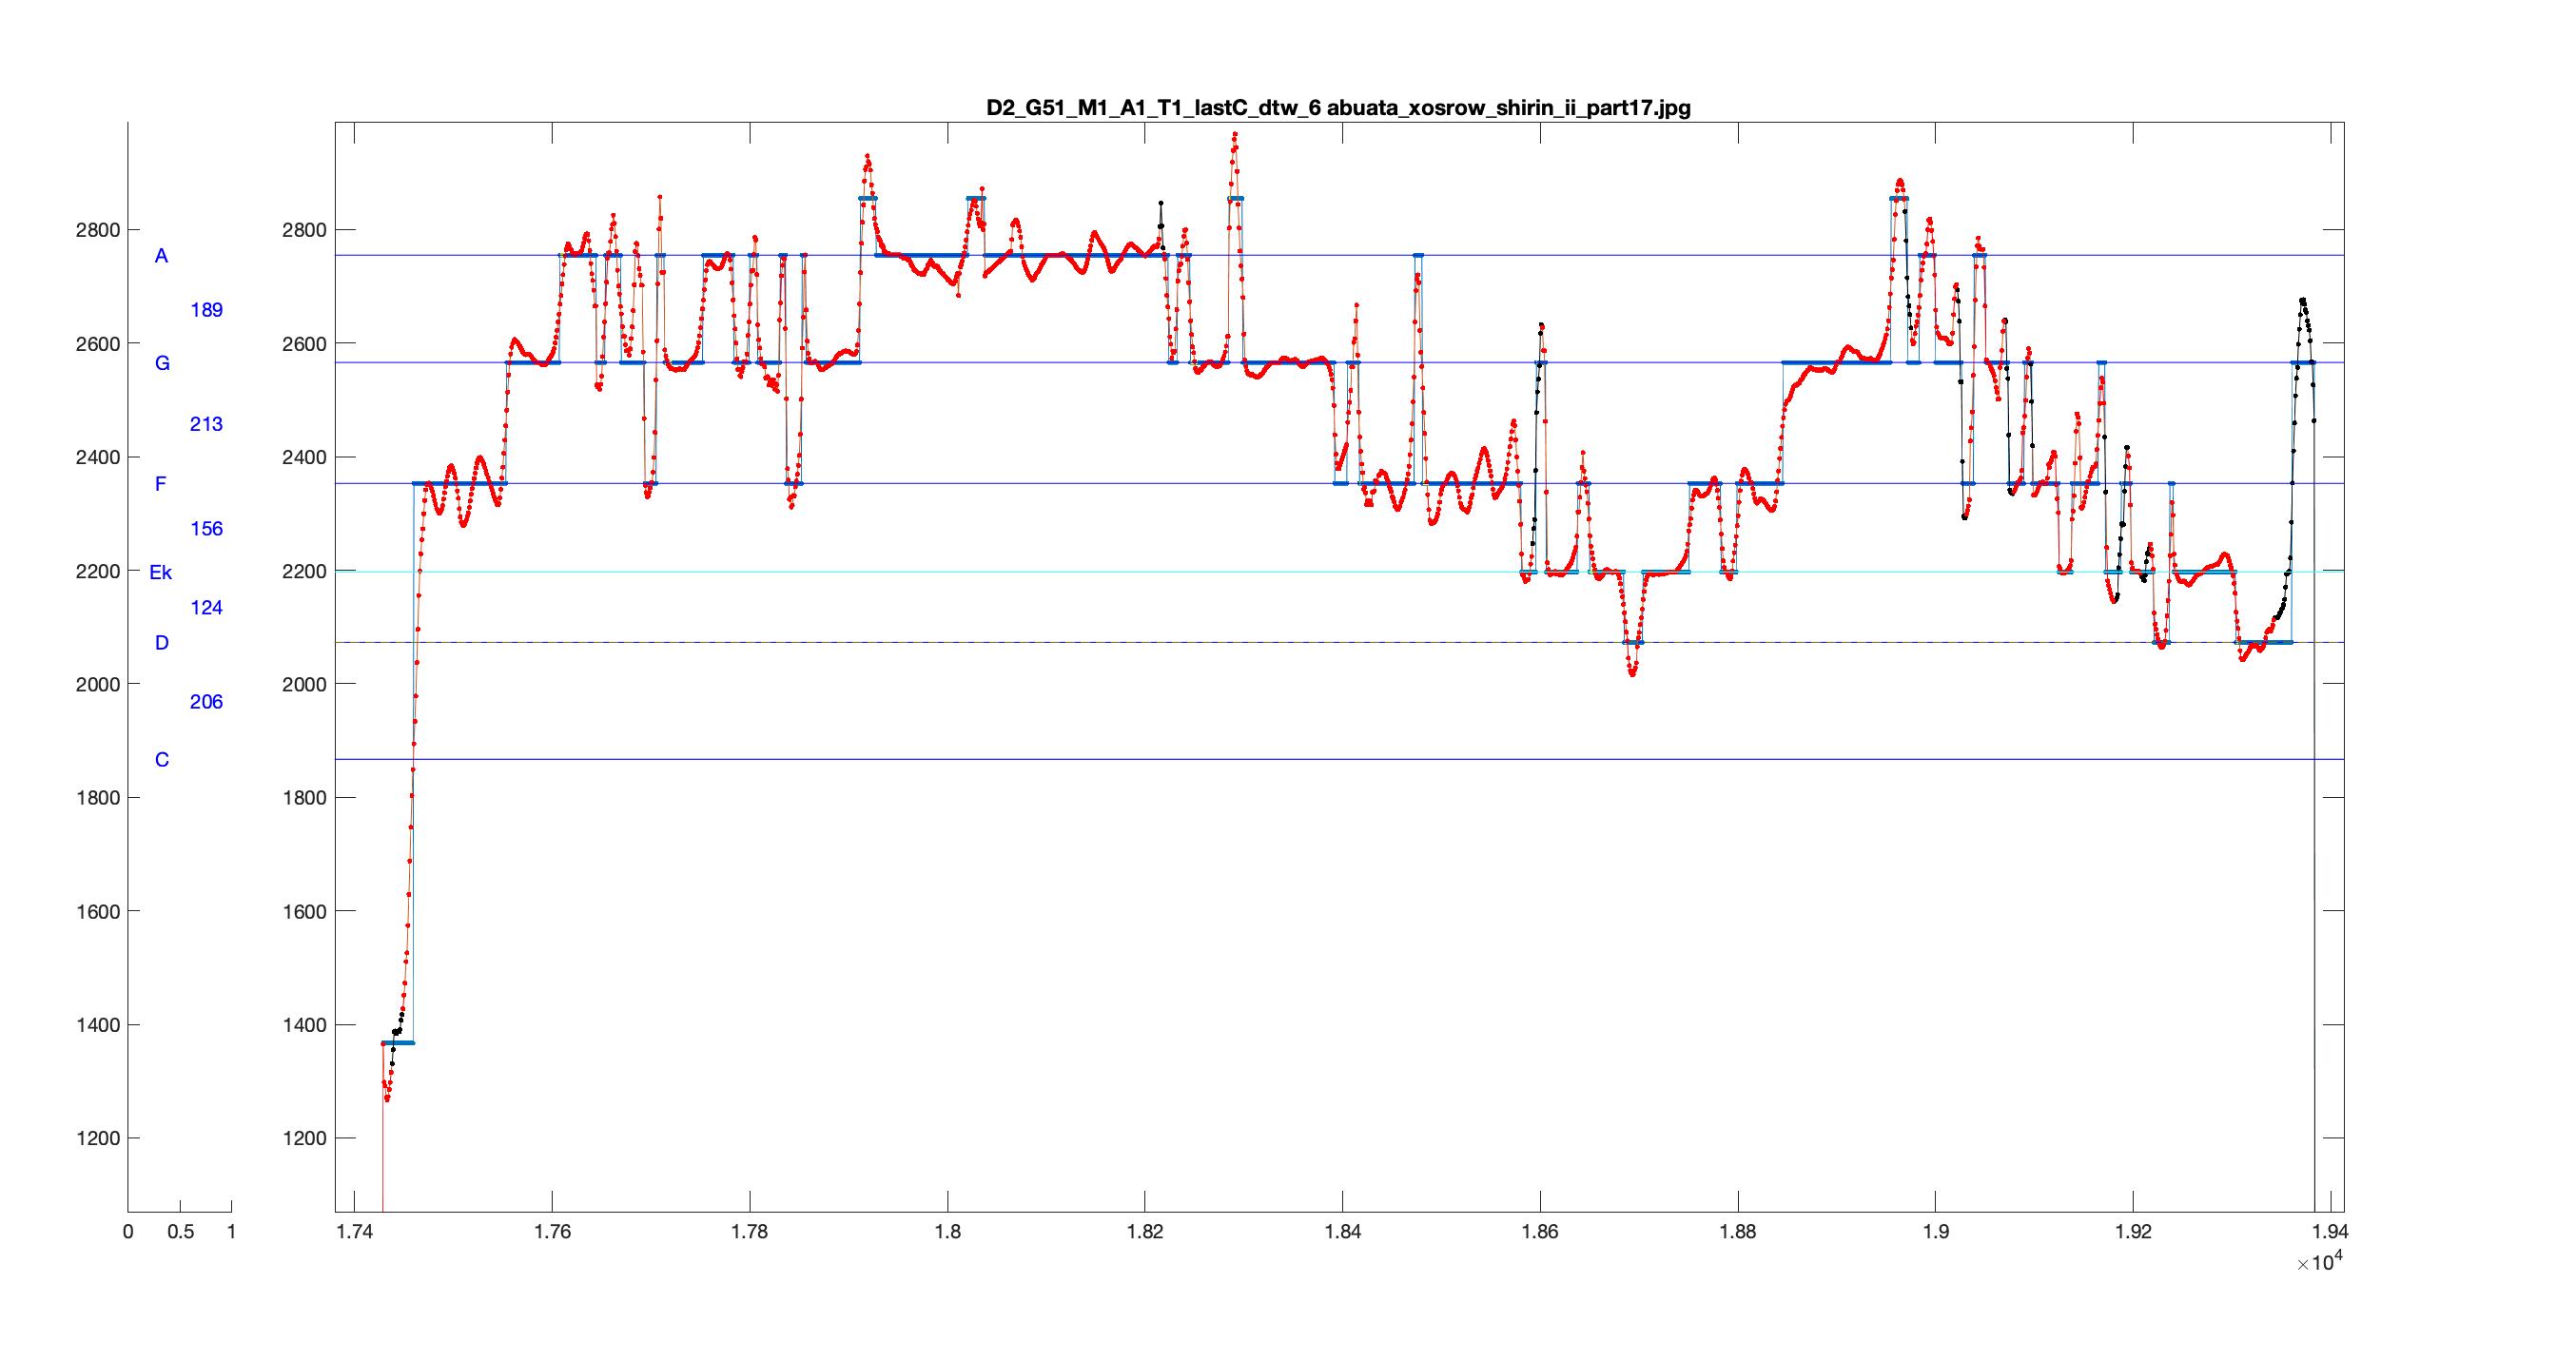 D2_G51_M1_A1_T1_lastC_dtw_6 abuata_xosrow_shirin_ii_part17.jpg
2800 2800
A
189
2600 2600
G
213
2400 2400
F
156
2200 Ek 2200
124
D
2000 2000
206
C
1800 1800
1600 1600
1400 1400
1200 1200
0 0.5 1 1.74 1.76 1.78 1.8 1.82 1.84 1.86 1.88 1.9 1.92 1.94
×10⁴